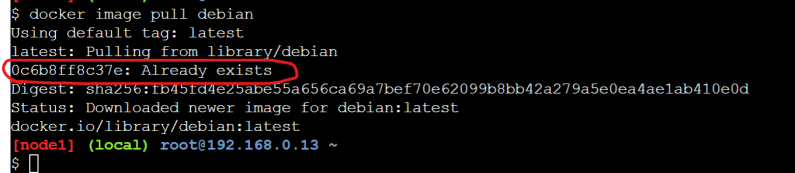 $ docker image pull debian
Using default tag: latest
latest: Pulling from library/debian
0c6b8ff8c37e: Already exists
Digest: sha256:fb45fd4e25abe55a656ca69a7bef70e62099b8bb42a279a5e0ea4ae1ab410e0d
Status: Downloaded newer image for debian:latest
docker.io/library/debian:latest
[node1] (local) root@192.168.0.13 ~
$